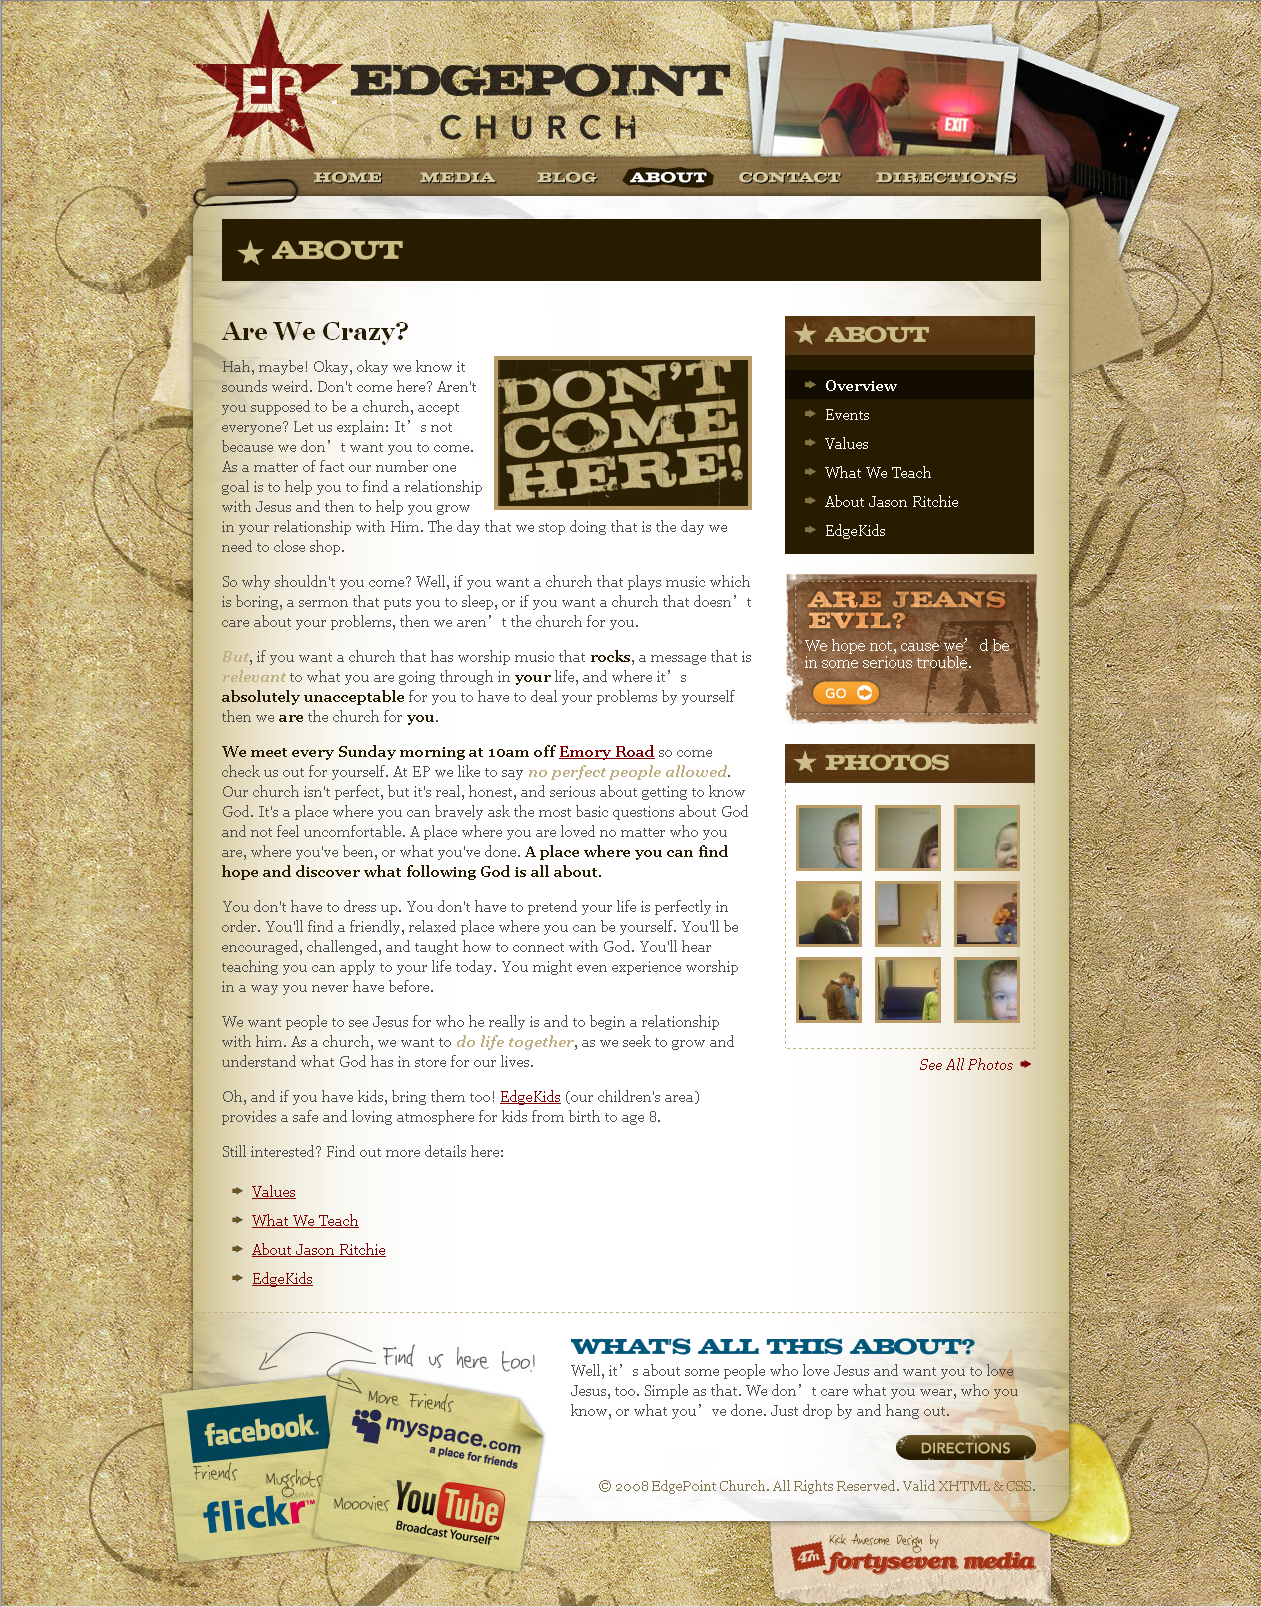 EP EDGEPOINT
CHURCH
EXIT
HOME MEDIA BLOG ABOUT CONTACT DIRECTIONS
ABOUT
Are We Crazy?
Hah, maybe! Okay, okay we know it
sounds weird. Don't come here? Aren't
you supposed to be a church, accept
everyone? Let us explain: It’s not
because we don’t want you to come.
As a matter of fact our number one
goal is to help you to find a relationship
with Jesus and then to help you grow
in your relationship with Him. The day that we stop doing that is the day we
need to close shop.
DON'T
COME
HERE!
So why shouldn't you come? Well, if you want a church that plays music which
is boring, a sermon that puts you to sleep, or if you want a church that doesn’t
care about your problems, then we aren’t the church for you.
But, if you want a church that has worship music that rocks, a message that is
relevant to what you are going through in your life, and where it’s
absolutely unacceptable for you to have to deal your problems by yourself
then we are the church for you.
We meet every Sunday morning at 10am off Emory Road so come
check us out for yourself. At EP we like to say no perfect people allowed.
Our church isn't perfect, but it's real, honest, and serious about getting to know
God. It's a place where you can bravely ask the most basic questions about God
and not feel uncomfortable. A place where you are loved no matter who you
are, where you've been, or what you've done. A place where you can find
hope and discover what following God is all about.
You don't have to dress up. You don't have to pretend your life is perfectly in
order. You'll find a friendly, relaxed place where you can be yourself. You'll be
encouraged, challenged, and taught how to connect with God. You'll hear
teaching you can apply to your life today. You might even experience worship
in a way you never have before.
We want people to see Jesus for who he really is and to begin a relationship
with him. As a church, we want to do life together, as we seek to grow and
understand what God has in store for our lives.
Oh, and if you have kids, bring them too! EdgeKids (our children's area)
provides a safe and loving atmosphere for kids from birth to age 8.
Still interested? Find out more details here:
Values
What We Teach
About Jason Ritchie
EdgeKids
ABOUT
Overview
Events
Values
What We Teach
About Jason Ritchie
EdgeKids
ARE JEANS
EVIL?
We hope not, cause we’d be
in some serious trouble.
GO
PHOTOS
See All Photos
Find us here too!
facebook.
Friends
Mugshots
flickr™
More Friends
myspace.com
a place for friends
Mooovies
YouTube
Broadcast Yourself™
WHAT'S ALL THIS ABOUT?
Well, it’s about some people who love Jesus and want you to love
Jesus, too. Simple as that. We don’t care what you wear, who you
know, or what you’ve done. Just drop by and hang out.
DIRECTIONS
© 2008 EdgePoint Church. All Rights Reserved. Valid XHTML & CSS.
Kick Awesome Design by
47m fortyseven media